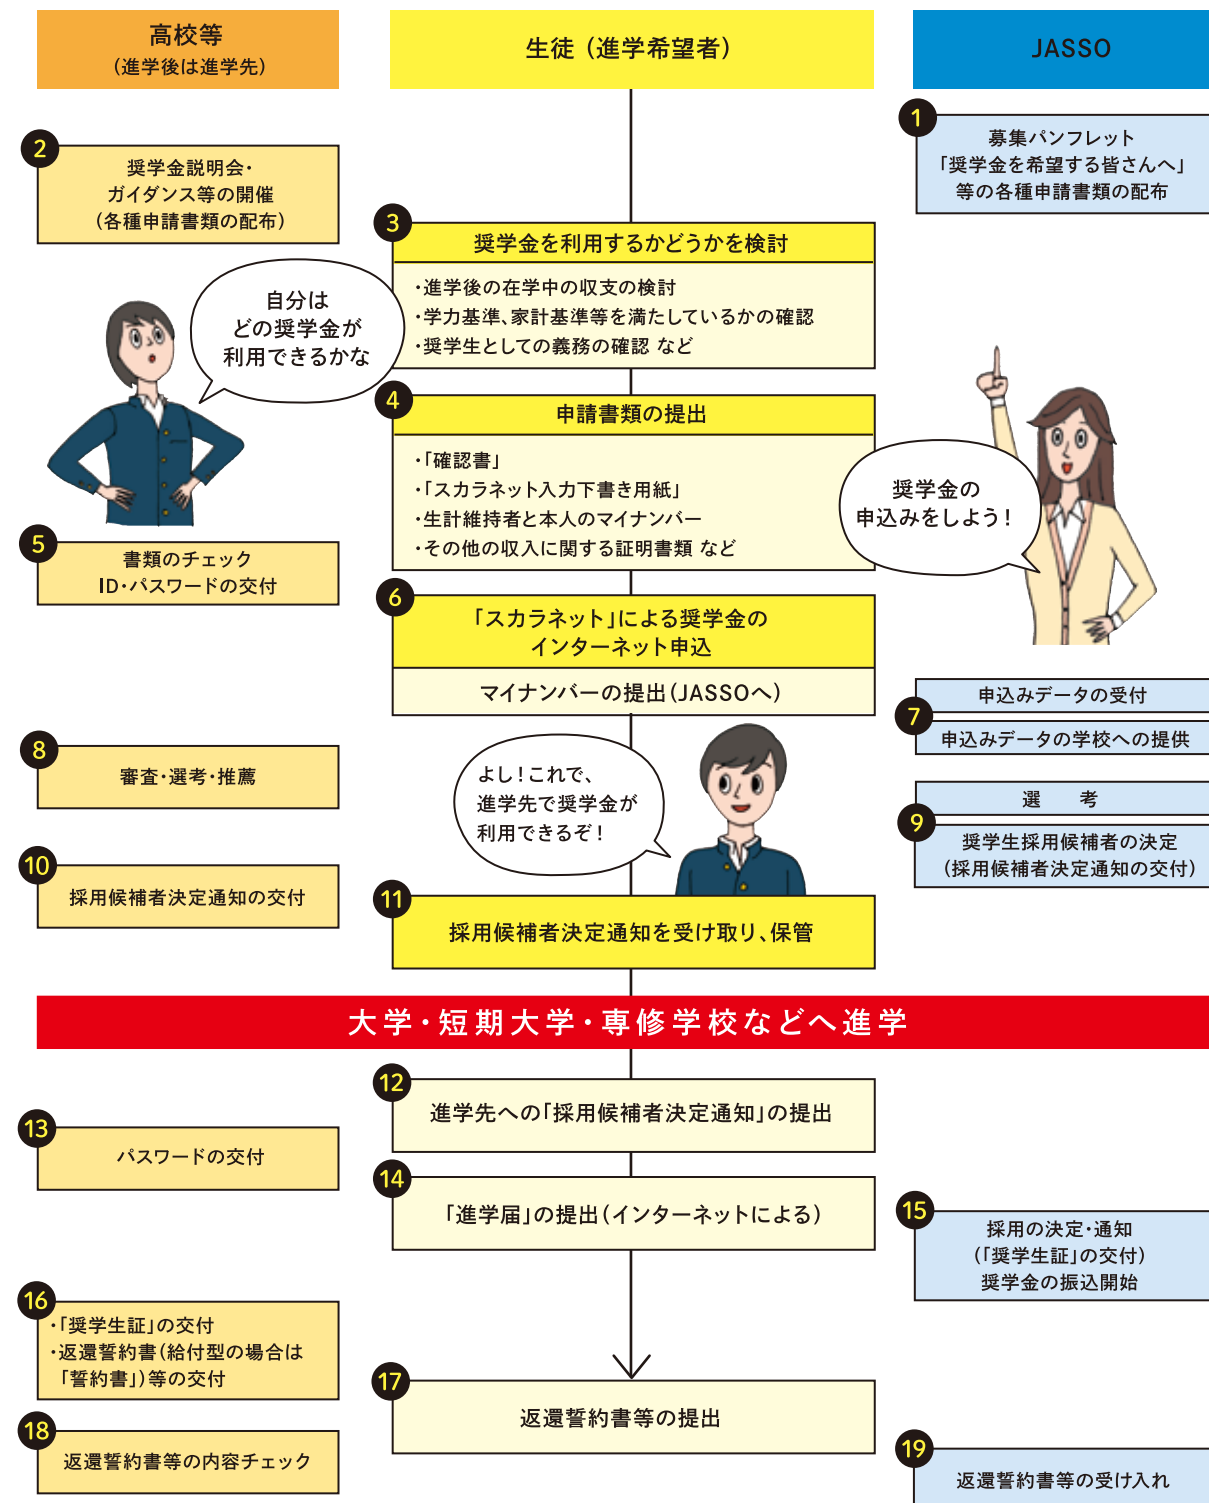 高校等
(進学後は進学先)
生徒(進学希望者)
JASSO
1
募集パンフレット
「奨学金を希望する皆さんへ」
等の各種申請書類の配布
2
奨学金説明会・
ガイダンス等の開催
(各種申請書類の配布)
3
奨学金を利用するかどうかを検討
・進学後の在学中の収支の検討
・学力基準、家計基準等を満たしているかの確認
・奨学生としての義務の確認 など
自分は
どの奨学金が
利用できるかな
4
申請書類の提出
・「確認書」
・「スカラネット入力下書き用紙」
・生計維持者と本人のマイナンバー
・その他の収入に関する証明書類 など
奨学金の
申込みをしよう!
5
書類のチェック
ID・パスワードの交付
6
「スカラネット」による奨学金の
インターネット申込
マイナンバーの提出(JASSOへ)
7
申込みデータの受付
申込みデータの学校への提供
8
審査・選考・推薦
よし!これで、
進学先で奨学金が
利用できるぞ!
9
選 考
奨学生採用候補者の決定
(採用候補者決定通知の交付)
10
採用候補者決定通知の交付
11
採用候補者決定通知を受け取り、保管
大学・短期大学・専修学校などへ進学
12
進学先への「採用候補者決定通知」の提出
13
パスワードの交付
14
「進学届」の提出(インターネットによる)
15
採用の決定・通知
(「奨学生証」の交付)
奨学金の振込開始
16
・「奨学生証」の交付
・返還誓約書(給付型の場合は
「誓約書」)等の交付
17
返還誓約書等の提出
18
返還誓約書等の内容チェック
19
返還誓約書等の受け入れ